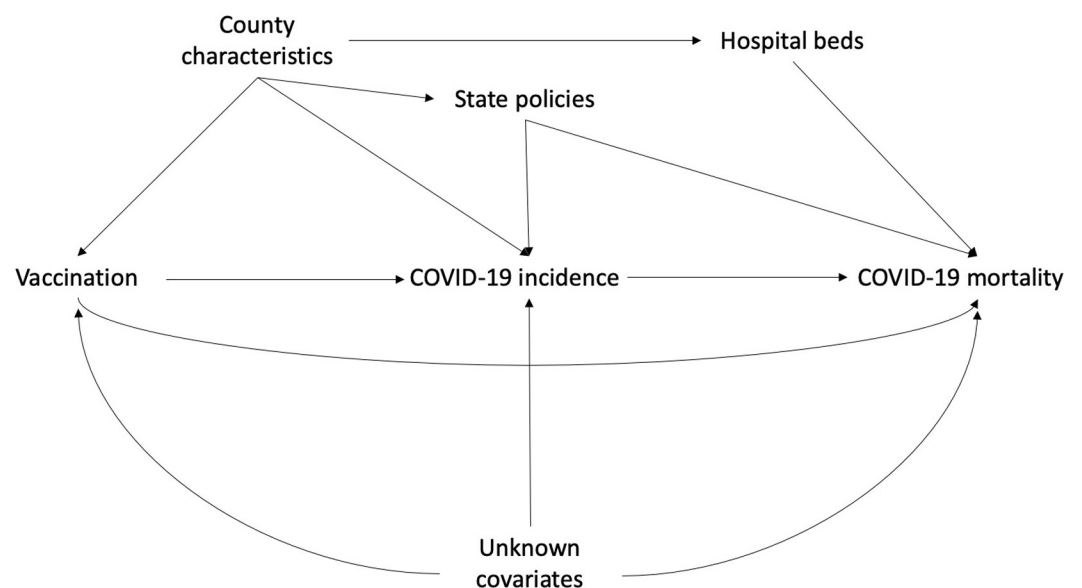 County
characteristics
Hospital beds
State policies
Vaccination
COVID-19 incidence
COVID-19 mortality
Unknown
covariates